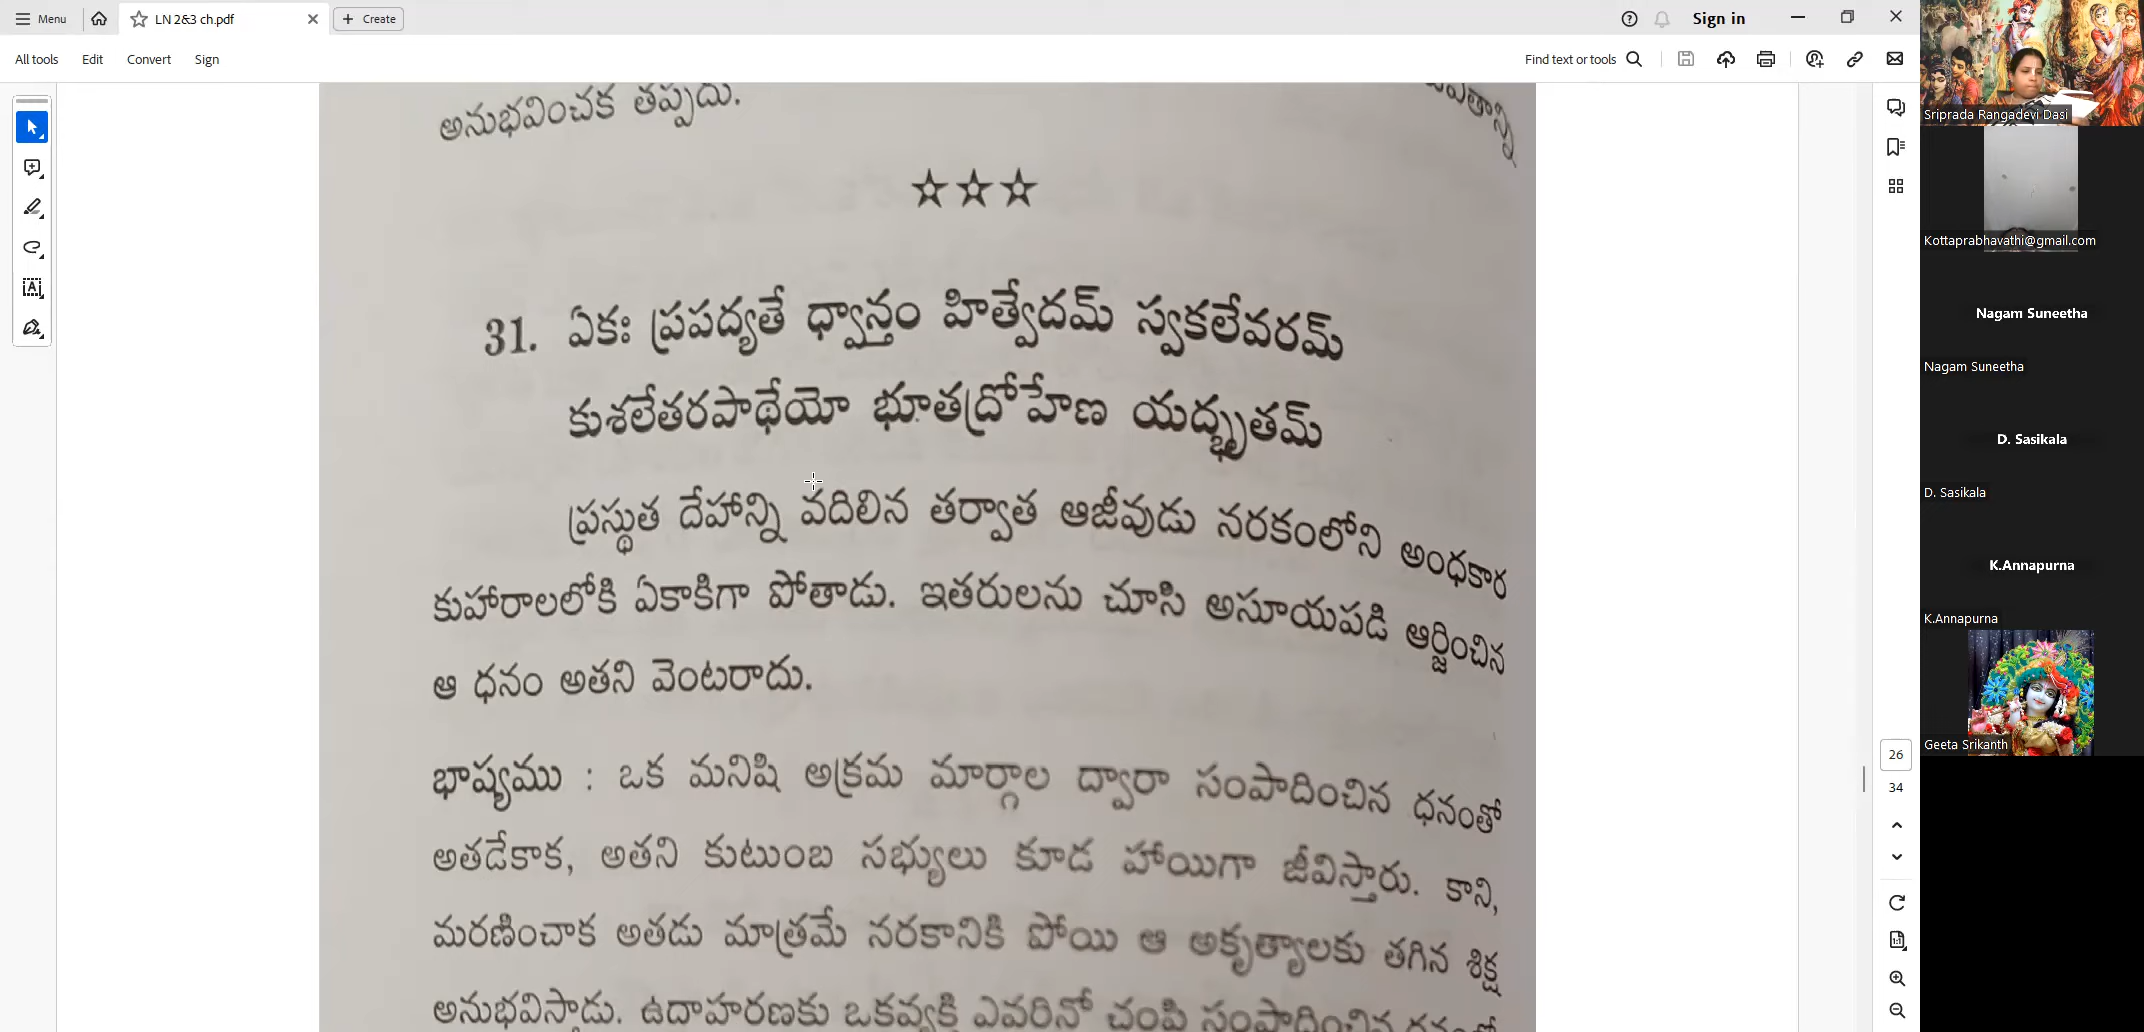 Menu
LN 2&3 ch.pdf
Create
Sign in
All tools
Edit
Convert
Sign
Find text or tools
అనుభవించక తప్పదు.
31. ఏకః ప్రపద్యతే ధ్వాన్తం హిత్వేదమ్ స్వకలేవరమ్
కుశలేతరపాథేయో భూతద్రోహేణ యద్భృతమ్
ప్రస్థుత దేహాన్ని వదిలిన తర్వాత ఆజీవుడు నరకంలోని అంధకార
కుహారాలలోకి ఏకాకిగా పోతాడు. ఇతరులను చూసి అసూయపడి ఆర్జించిన
ఆ ధనం అతని వెంటరాదు.
భాష్యము : ఒక మనిషి అక్రమ మార్గాల ద్వారా సంపాదించిన ధనంతో
అతడేకాక, అతని కుటుంబ సభ్యులు కూడ హాయిగా జీవిస్తారు. కాని,
మరణించాక అతడు మాత్రమే నరకానికి పోయి ఆ అకృత్యాలకు తగిన శిక్ష
అనుభవిస్తాడు. ఉదాహరణకు ఒకవ్యక్తి ఎవరినో చంపి సంపాదించిన
26
34
Sriprada Rangadevi Dasi
Kottaprabhavathi@gmail.com
Nagam Suneetha
Nagam Suneetha
D. Sasikala
D. Sasikala
K.Annapurna
K.Annapurna
Geeta Srikanth